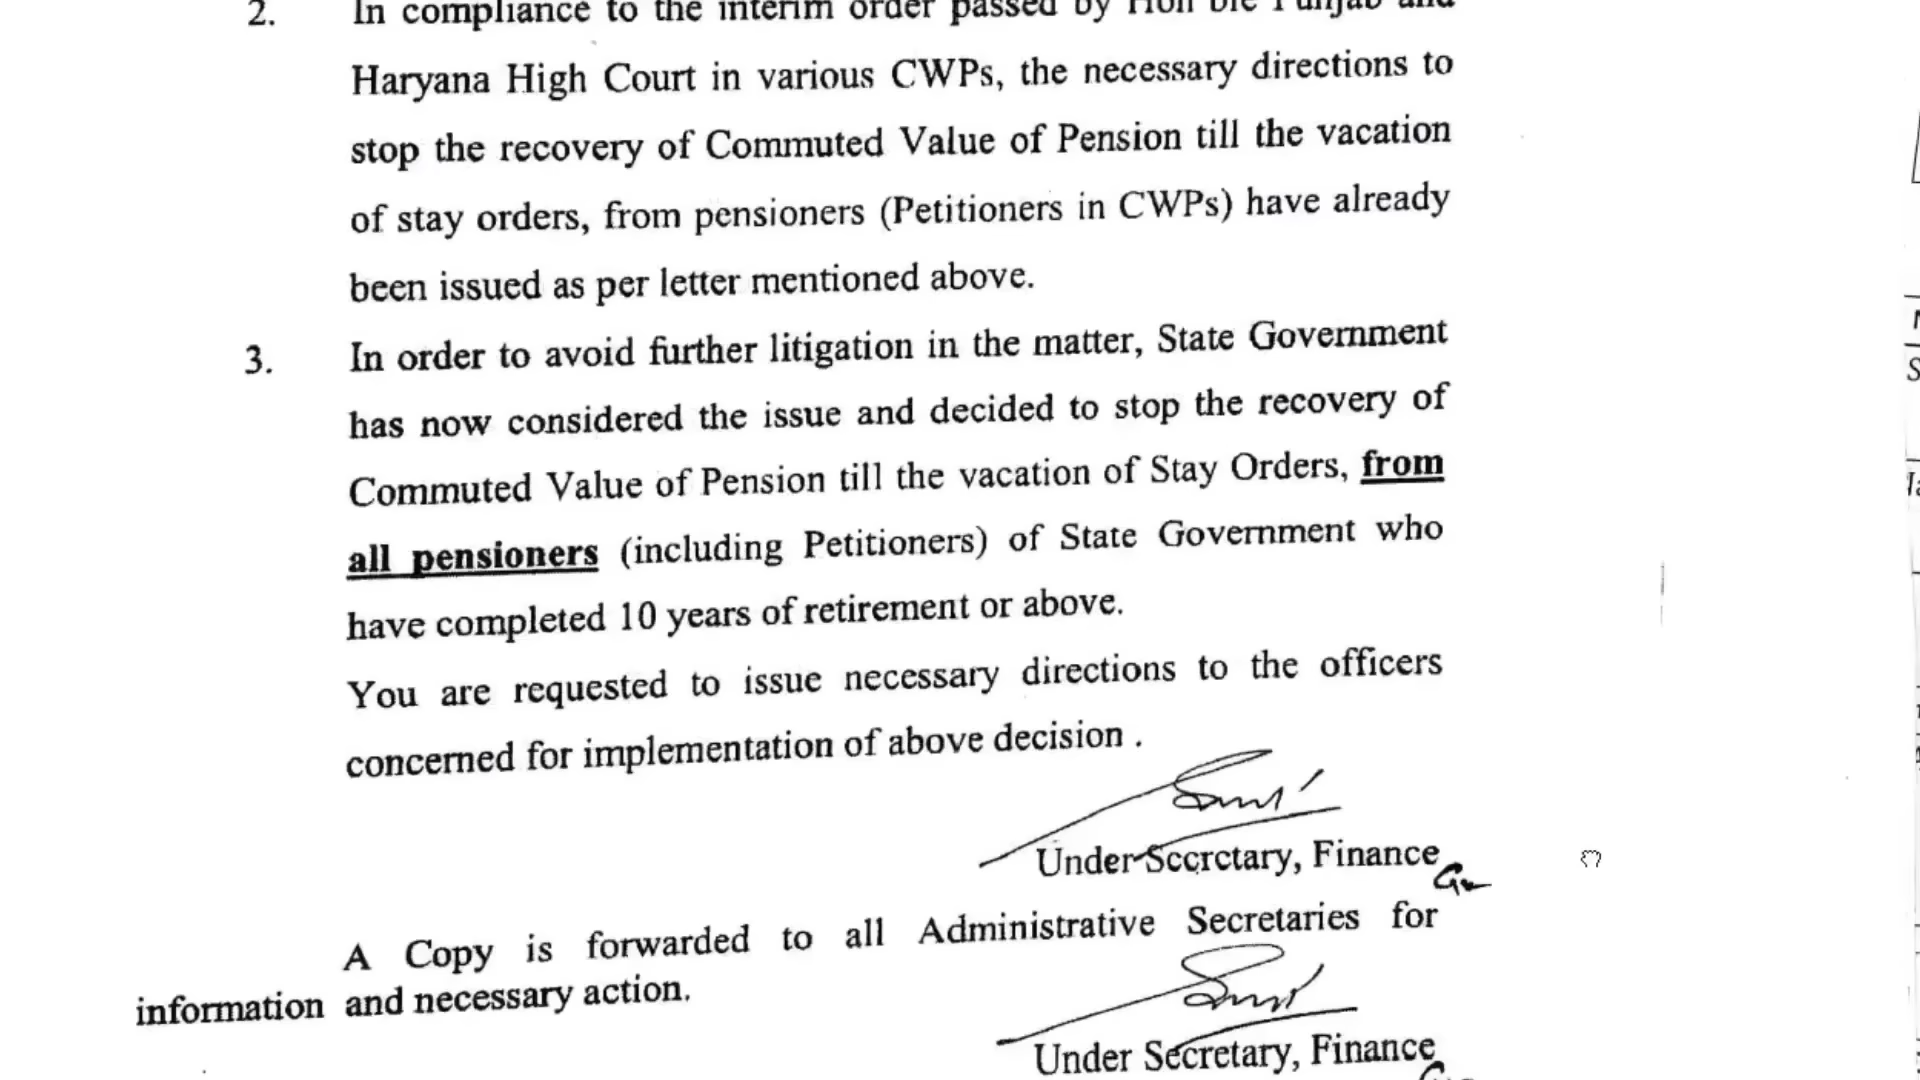 2. In compliance to the interim order passed by Hon'ble Punjab and
Haryana High Court in various CWPs, the necessary directions to
stop the recovery of Commuted Value of Pension till the vacation
of stay orders, from pensioners (Petitioners in CWPs) have already
been issued as per letter mentioned above.
3. In order to avoid further litigation in the matter, State Government
has now considered the issue and decided to stop the recovery of
Commuted Value of Pension till the vacation of Stay Orders, from
all pensioners (including Petitioners) of State Government who
have completed 10 years of retirement or above.
You are requested to issue necessary directions to the officers
concerned for implementation of above decision .
Under Secretary, Finance
A Copy is forwarded to all Administrative Secretaries for
information and necessary action.
Under Secretary, Finance